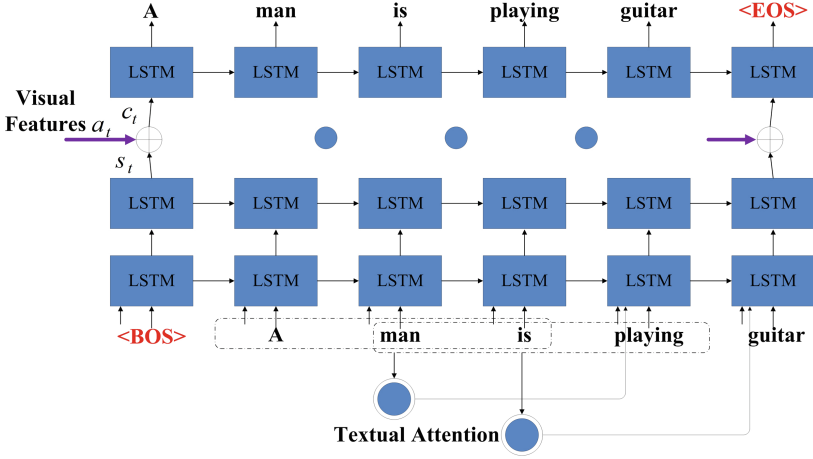 A man is playing guitar <EOS>
LSTM LSTM LSTM LSTM LSTM LSTM
Visual
Features a_t
c_t
s_t
LSTM LSTM LSTM LSTM LSTM LSTM
LSTM LSTM LSTM LSTM LSTM LSTM
<BOS> A man is playing guitar
Textual Attention